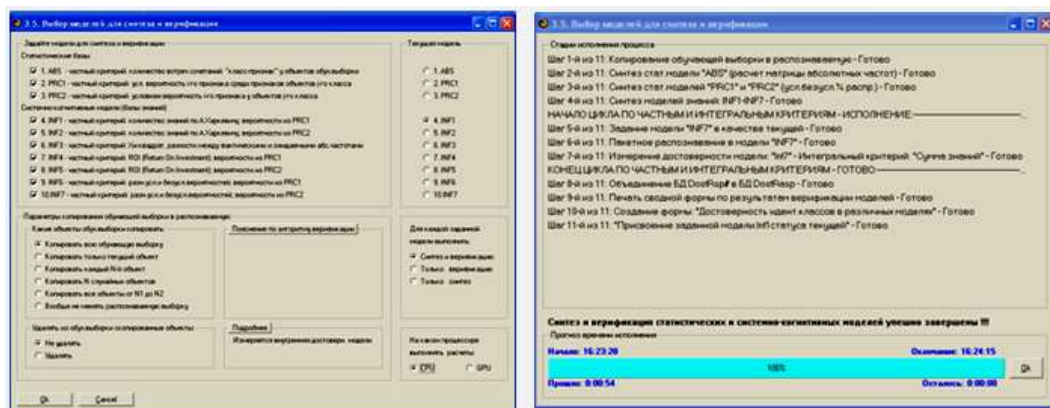 3.5. Выбор моделей для синтеза и верификации
Задайте модели для синтеза и верификации
Текущая модель
Статистические базы:
1. ABS - частный критерий: количество встреч сочетаний: "класс-признак" у объектов обуч.выборки
1. ABS
2. PRC1 - частный критерий: усл. вероятность i-го признака среди признаков объектов j-го класса
2. PRC1
3. PRC2 - частный критерий: условная вероятность i-го признака у объектов j-го класса
3. PRC2
Системно-когнитивные модели (базы знаний):
4. INF1 - частный критерий: количество знаний по А.Харкевичу; вероятности из PRC1
4. INF1
5. INF2 - частный критерий: количество знаний по А.Харкевичу; вероятности из PRC2
5. INF2
6. INF3 - частный критерий: Хи-квадрат, разности между фактическими и ожидаемыми абс.частотами
6. INF3
7. INF4 - частный критерий: ROI (Return On Investment); вероятности из PRC1
7. INF4
8. INF5 - частный критерий: ROI (Return On Investment); вероятности из PRC2
8. INF5
9. INF6 - частный критерий: разн.усл.и безусл.вероятностей; вероятности из PRC1
9. INF6
10.INF7 - частный критерий: разн.усл.и безусл.вероятностей; вероятности из PRC2
10.INF7
Параметры копирования обучающей выборки в распознаваемую:
Какие объекты обуч.выборки копировать:
Пояснение по алгоритму верификации
Для каждой заданной
модели выполнить:
Копировать всю обучающую выборку
Синтез и верификацию
Копировать только текущий объект
Только верификацию
Копировать каждый N-й объект
Только синтез
Копировать N случайных объектов
Копировать все объекты от N1 до N2
Вообще не менять распознаваемую выборку
Удалять из обуч.выборки скопированные объекты:
Подробнее
Не удалять
Измеряется внутренняя достоверн. модели
На каком процессоре
выполнять расчеты:
Удалять
CPU
GPU
Ok
Cancel
3.5. Выбор моделей для синтеза и верификации
Стадии исполнения процесса
Шаг 1-й из 11: Копирование обучающей выборки в распознаваемую - Готово
Шаг 2-й из 11: Синтез стат.модели "ABS" (расчет матрицы абсолютных частот) - Готово
Шаг 3-й из 11: Синтез стат.моделей "PRC1" и "PRC2" (усл.безусл.% распр.) - Готово
Шаг 4-й из 11: Синтез моделей знаний: INF1-INF7 - Готово
НАЧАЛО ЦИКЛА ПО ЧАСТНЫМ И ИНТЕГРАЛЬНЫМ КРИТЕРИЯМ - ИСПОЛНЕНИЕ:
Шаг 5-й из 11: Задание модели "INF7" в качестве текущей - Готово
Шаг 6-й из 11: Пакетное распознавание в модели "INF7" - Готово
Шаг 7-й из 11: Измерение достоверности модели: "Inf7" - Интегральный критерий: "Сумма знаний" - Готово
КОНЕЦ ЦИКЛА ПО ЧАСТНЫМ И ИНТЕГРАЛЬНЫМ КРИТЕРИЯМ - ГОТОВО:
Шаг 8-й из 11: Объединение БД DostRsp# в БД DostRasp - Готово
Шаг 9-й из 11: Печать сводной формы по результатам верификации моделей - Готово
Шаг 10-й из 11: Создание формы: "Достоверность идент.классов в различных моделях" - Готово
Шаг 11-й из 11: "Присвоение заданной модели Inf1 статуса текущей" - Готово
Синтез и верификация статистических и системно-когнитивных моделей успешно завершены !!!
Прогноз времени исполнения
Начало: 16:23:20
Окончание: 16:24:15
100%
Ok
Прошло: 0:00:54
Осталось: 0:00:00